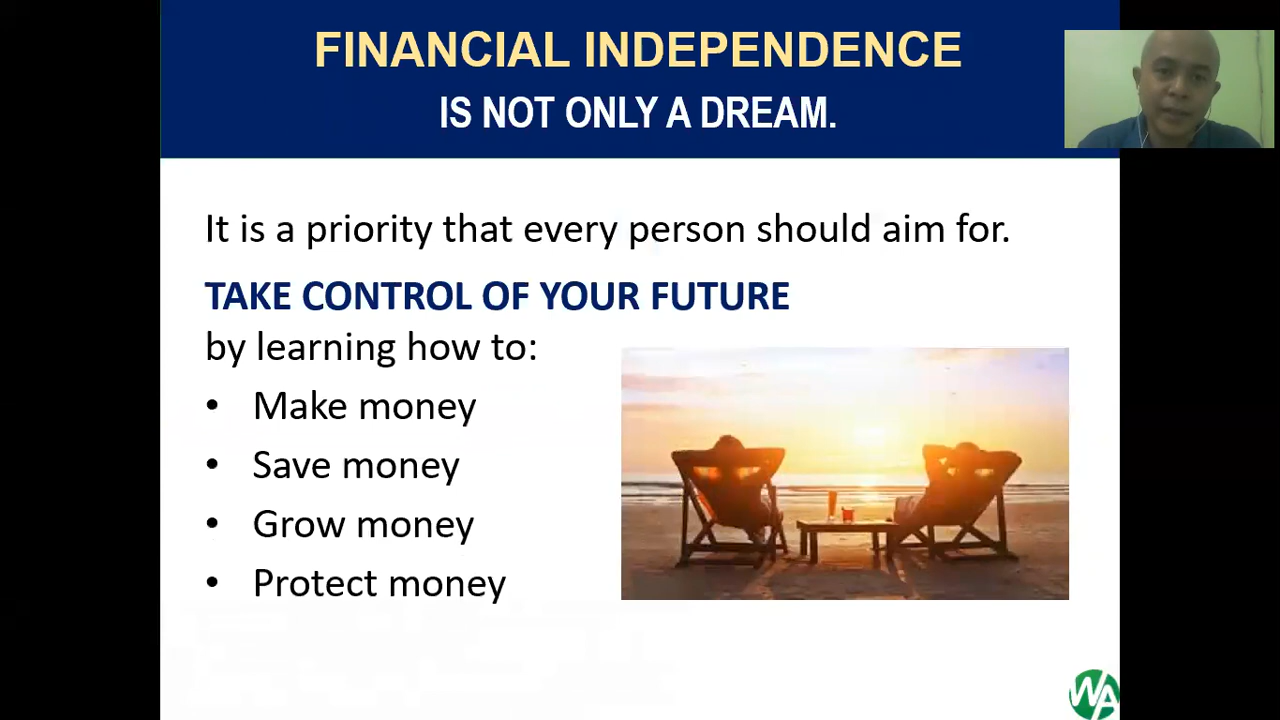 FINANCIAL INDEPENDENCE
IS NOT ONLY A DREAM.
It is a priority that every person should aim for.
TAKE CONTROL OF YOUR FUTURE
by learning how to:
• Make money
• Save money
• Grow money
• Protect money
WA